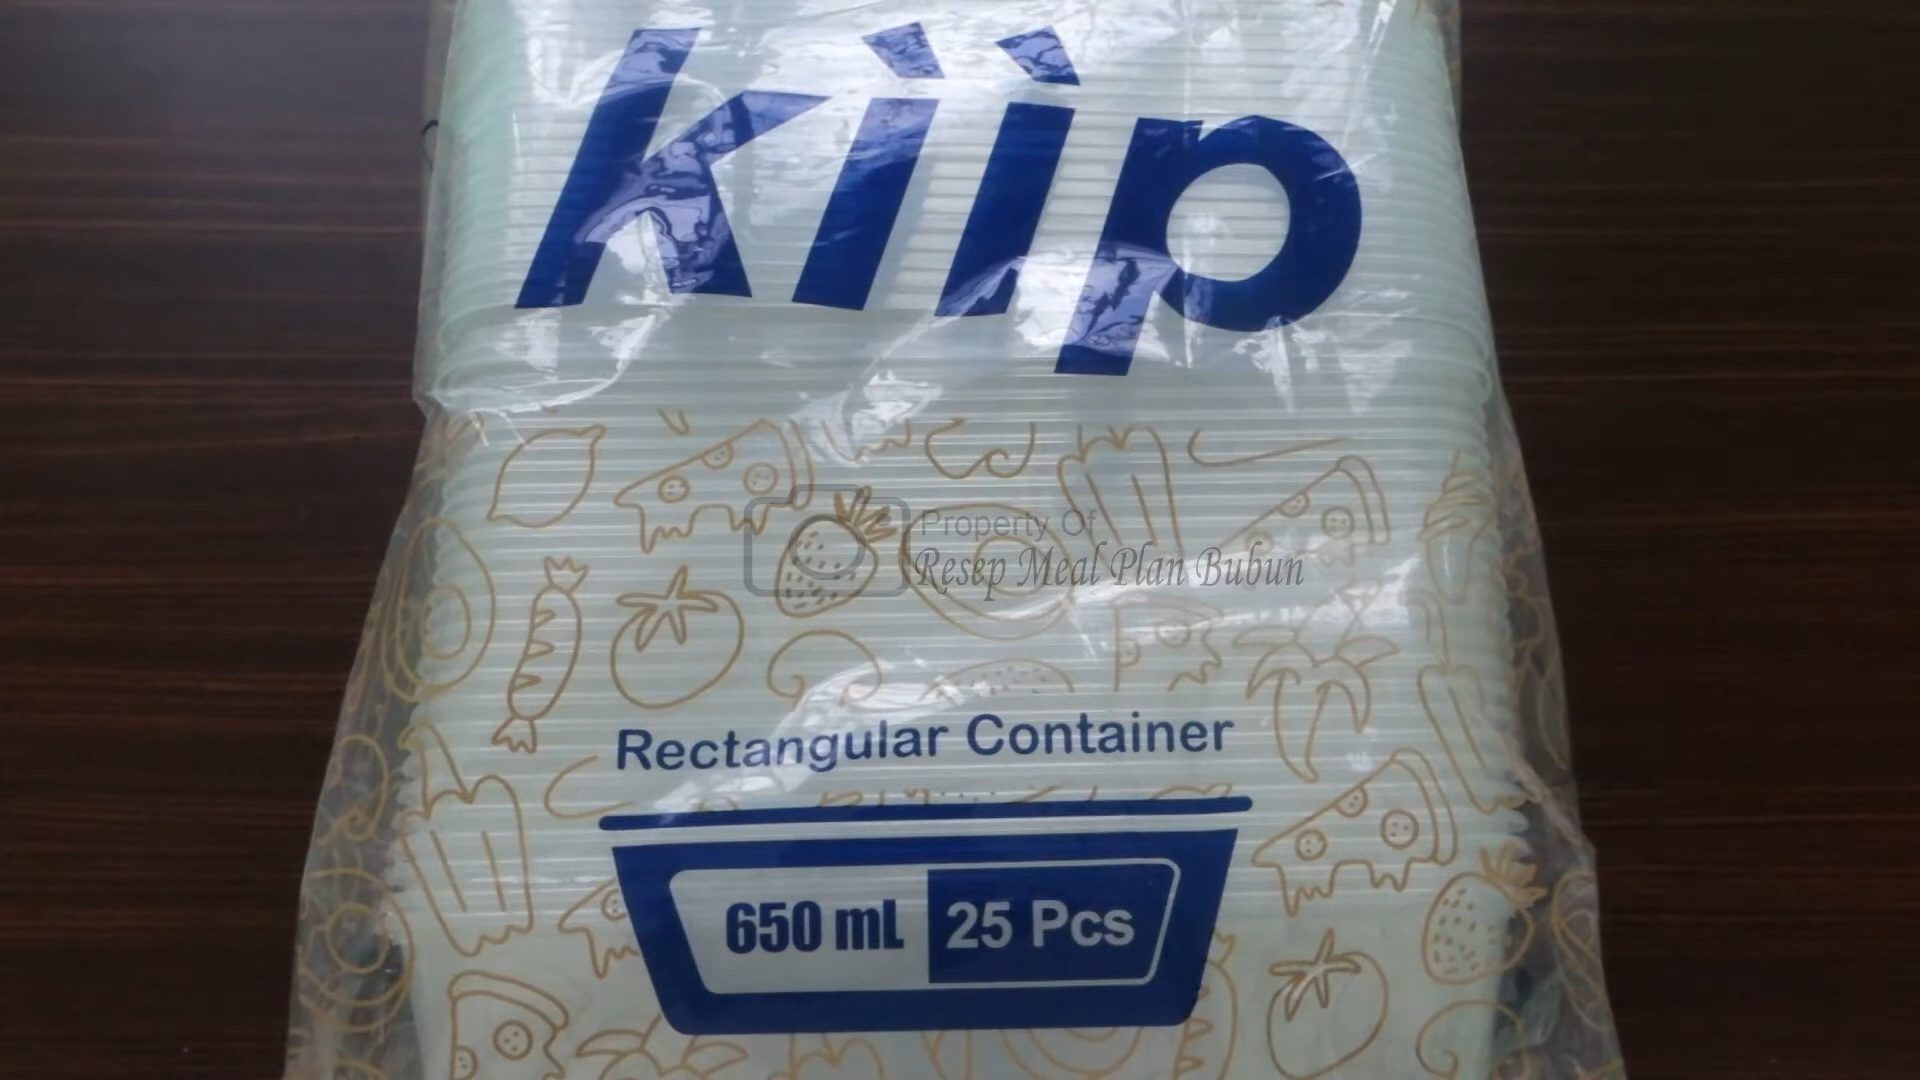 kiip
Property Of
Resep Meal Plan Bubun
Rectangular Container
650 mL 25 Pcs